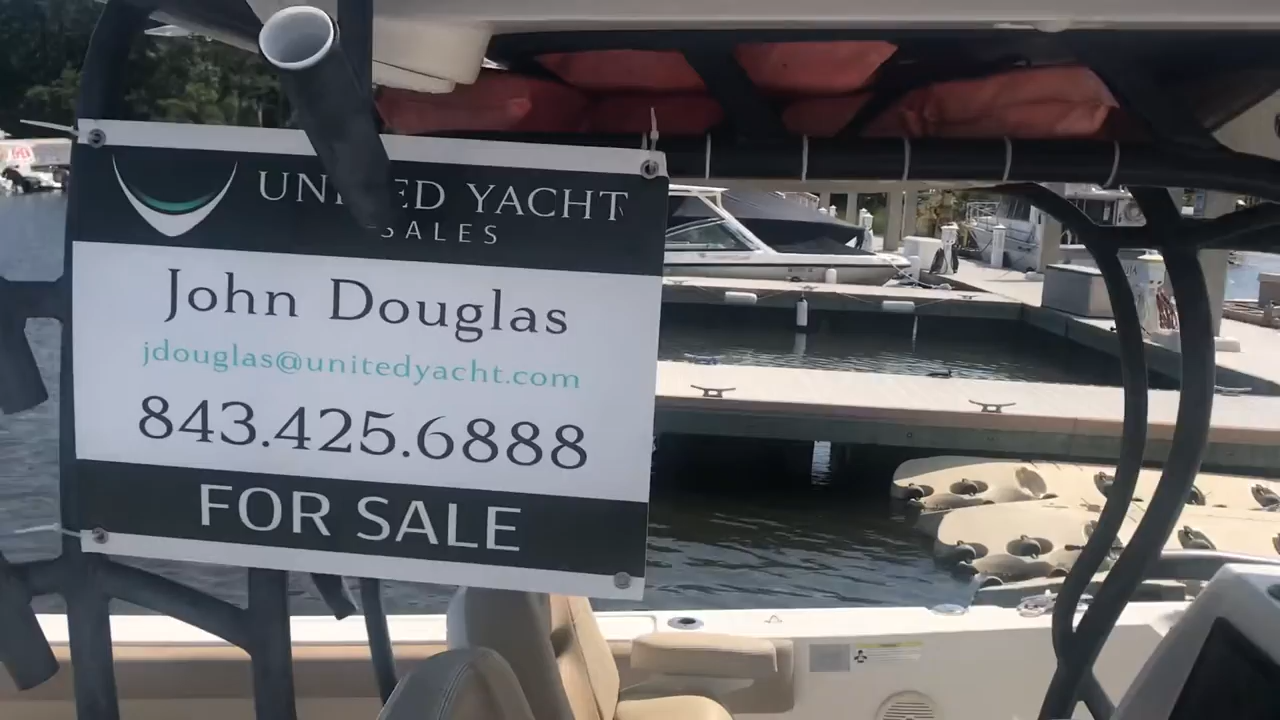 UNITED YACHT
SALES
John Douglas
jdouglas@unitedyacht.com
843.425.6888
FOR SALE